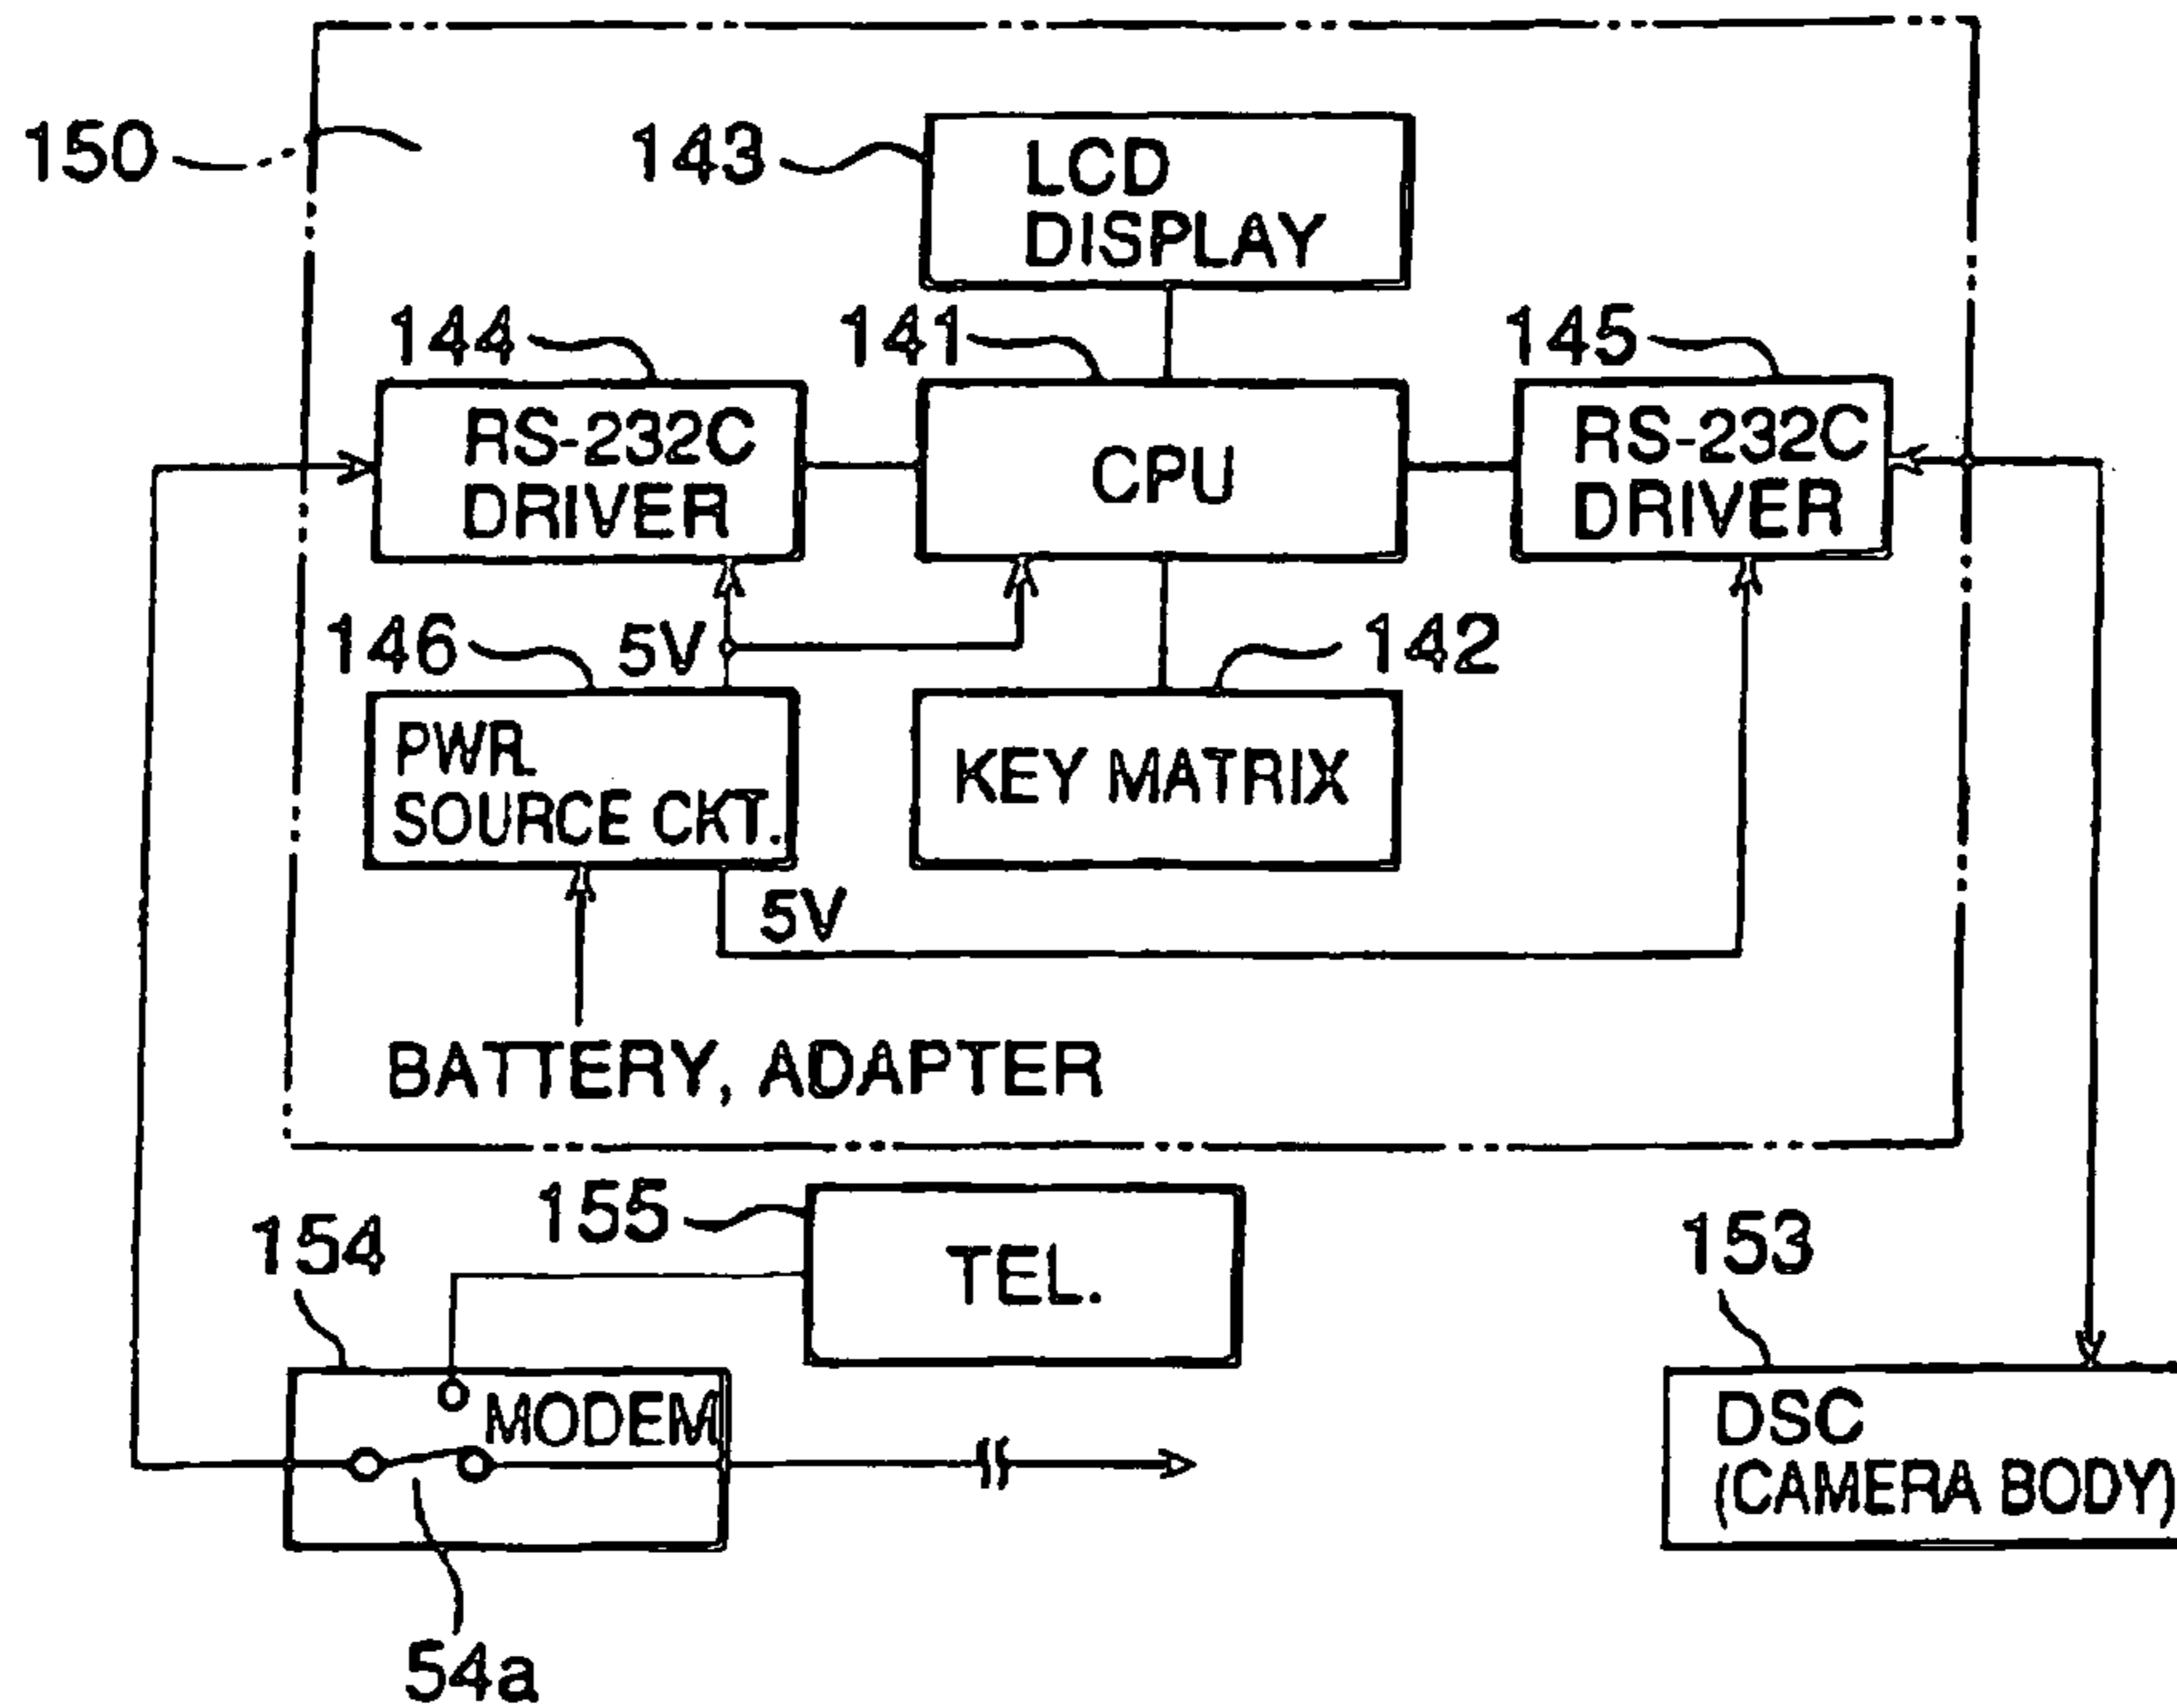 150
143
LCD
DISPLAY
144
141
145
RS-232C
DRIVER
CPU
RS-232C
DRIVER
146
5V
142
PWR
SOURCE CKT.
KEY MATRIX
5V
BATTERY, ADAPTER
155
TEL.
154
153
MODEM
DSC
(CAMERA BODY)
54a